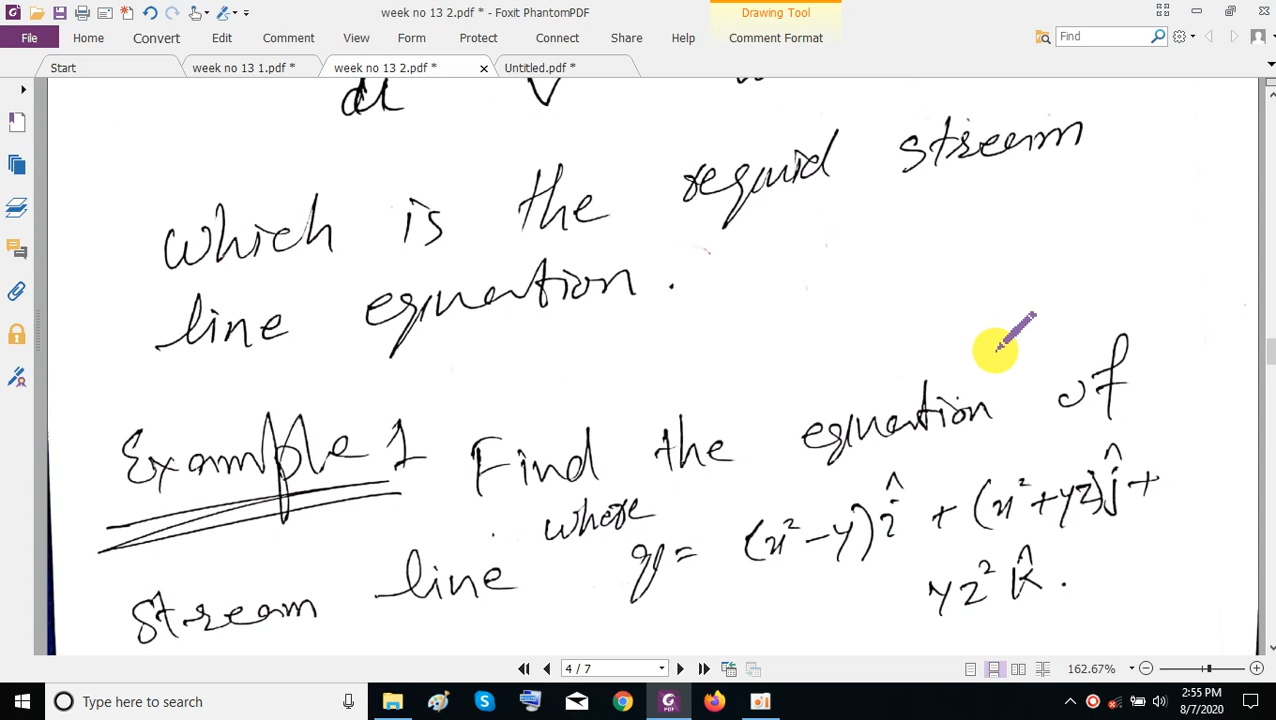 week no 13 2.pdf * - Foxit PhantomPDF
Drawing Tool
File Home Convert Edit Comment View Form Protect Connect Share Help Comment Format Find
Start week no 13 1.pdf * week no 13 2.pdf * Untitled.pdf *
which is the requid stream
line equation.
Example 1 Find the equation of
stream line where q = (x²-y) î + (x²+yz) ĵ +
yz² k̂.
4 / 7 162.67%
Type here to search
2:55 PM
8/7/2020